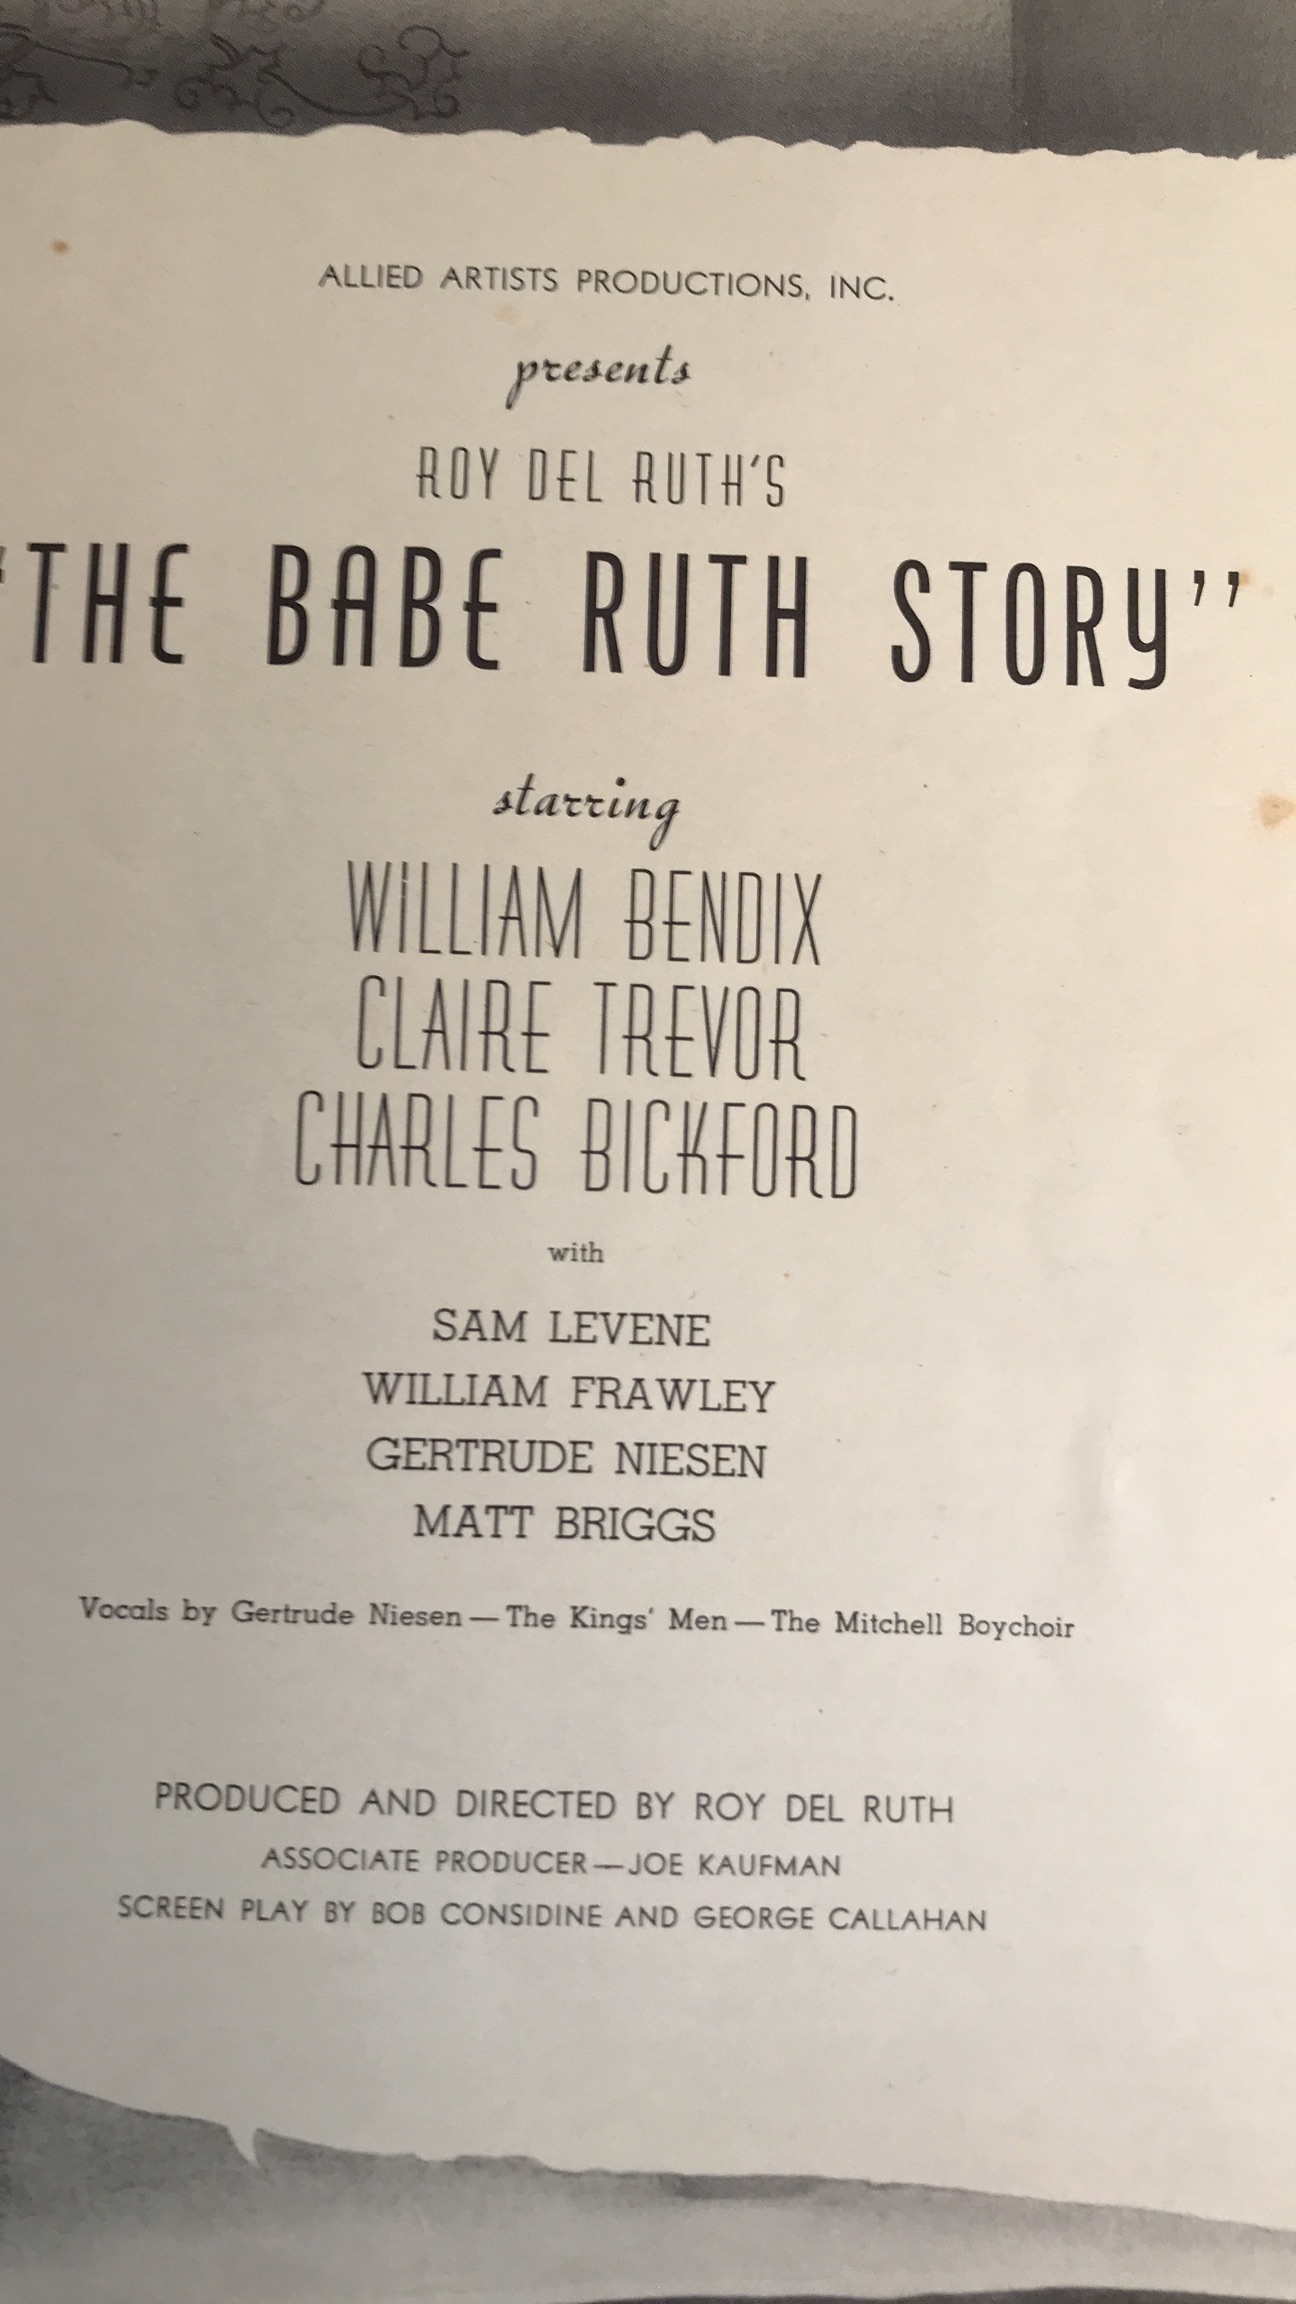 ALLIED ARTISTS PRODUCTIONS, INC.
presents
ROY DEL RUTH'S
"THE BABE RUTH STORY"
starring
WILLIAM BENDIX
CLAIRE TREVOR
CHARLES BICKFORD
with
SAM LEVENE
WILLIAM FRAWLEY
GERTRUDE NIESEN
MATT BRIGGS
Vocals by Gertrude Niesen — The Kings' Men — The Mitchell Boychoir
PRODUCED AND DIRECTED BY ROY DEL RUTH
ASSOCIATE PRODUCER — JOE KAUFMAN
SCREEN PLAY BY BOB CONSIDINE AND GEORGE CALLAHAN